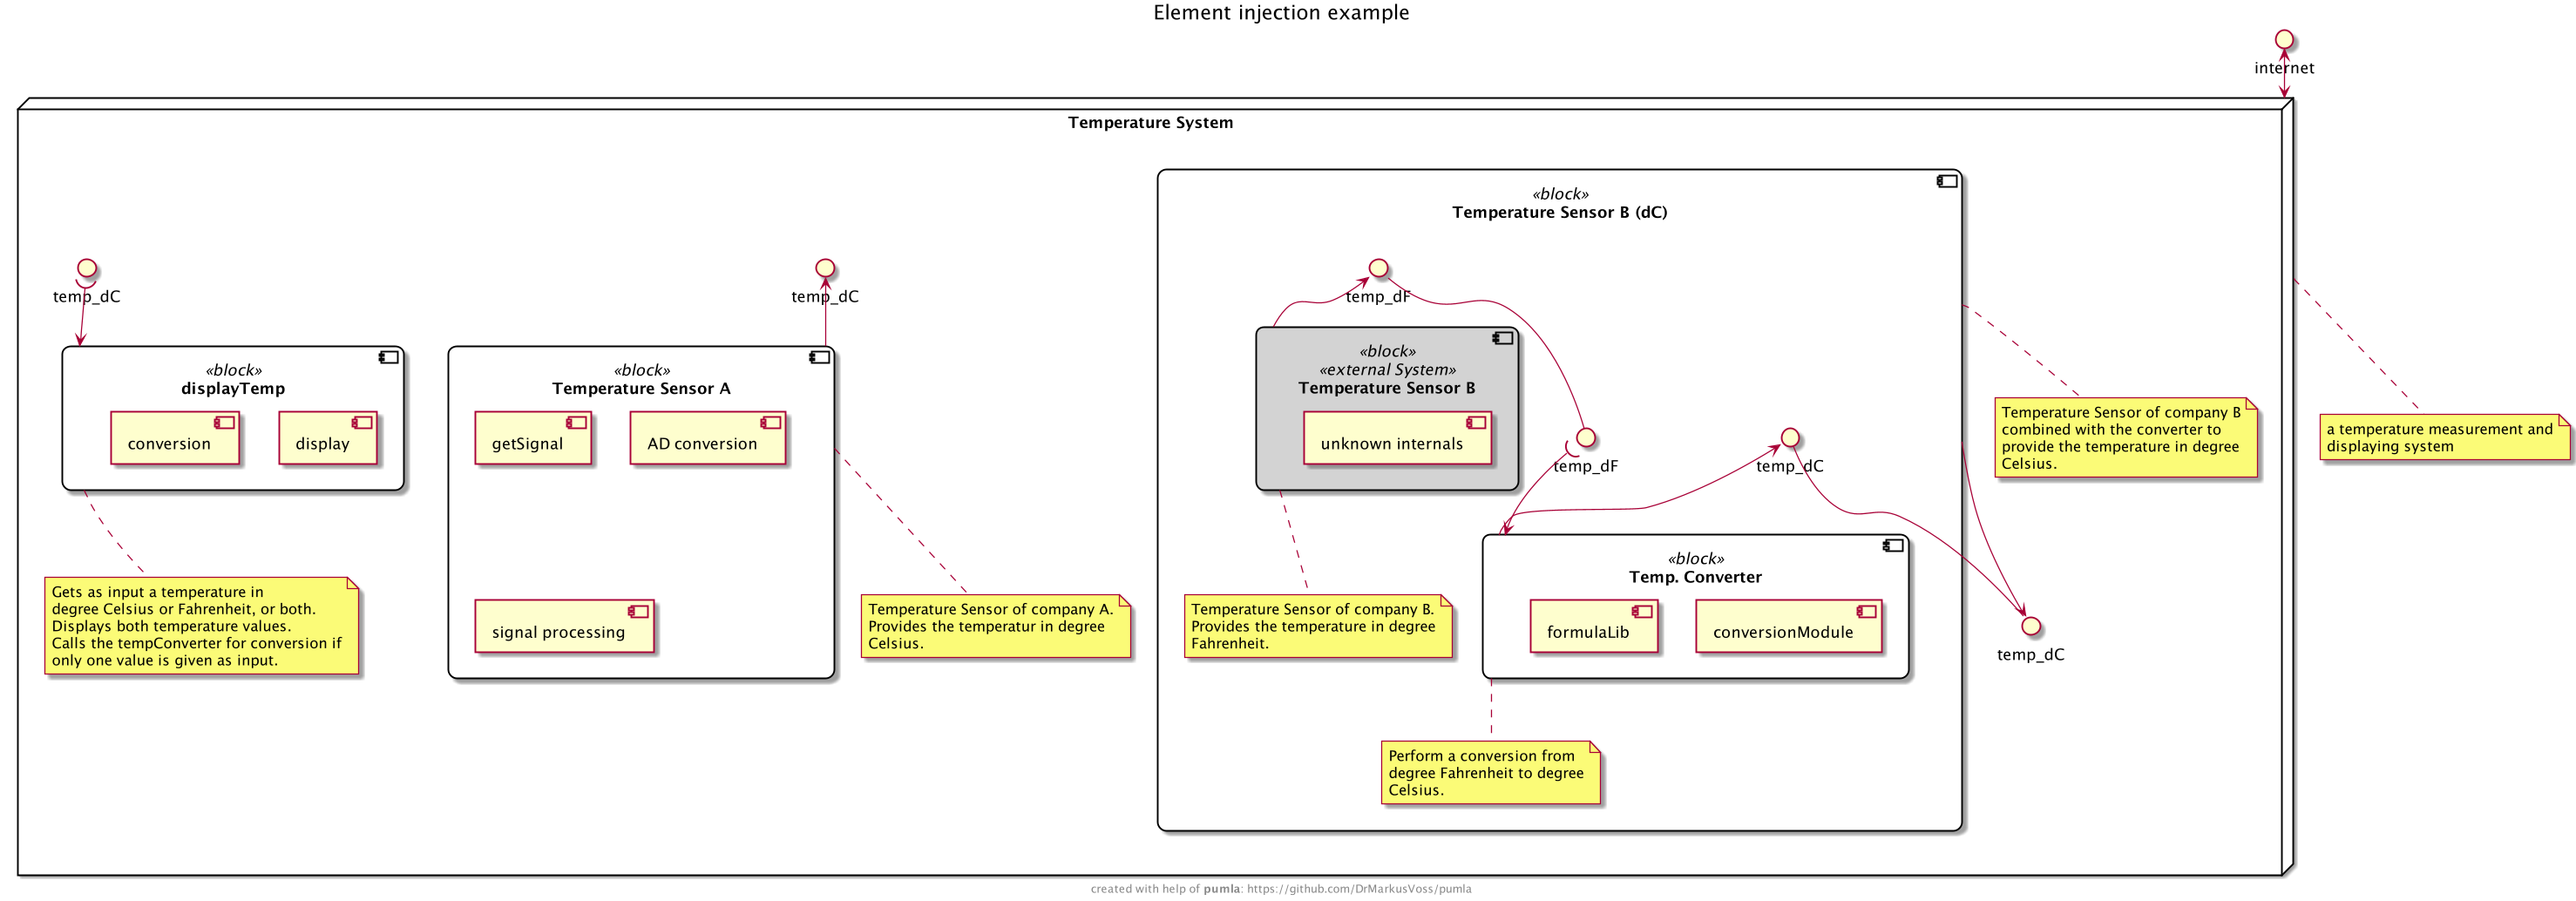 Element injection example
internet
Temperature System
«block»
Temperature Sensor B (dC)
temp_dC
temp_dC
temp_dF
«block»
displayTemp
conversion
display
«block»
Temperature Sensor A
getSignal
AD conversion
signal processing
«block»
«external System»
Temperature Sensor B
unknown internals
temp_dF
temp_dC
Temperature Sensor of company B
combined with the converter to
provide the temperature in degree
Celsius.
a temperature measurement and
displaying system
Gets as input a temperature in
degree Celsius or Fahrenheit, or both.
Displays both temperature values.
Calls the tempConverter for conversion if
only one value is given as input.
Temperature Sensor of company A.
Provides the temperatur in degree
Celsius.
Temperature Sensor of company B.
Provides the temperature in degree
Fahrenheit.
«block»
Temp. Converter
formulaLib
conversionModule
temp_dC
Perform a conversion from
degree Fahrenheit to degree
Celsius.
created with help of pumla: https://github.com/DrMarkusVoss/pumla